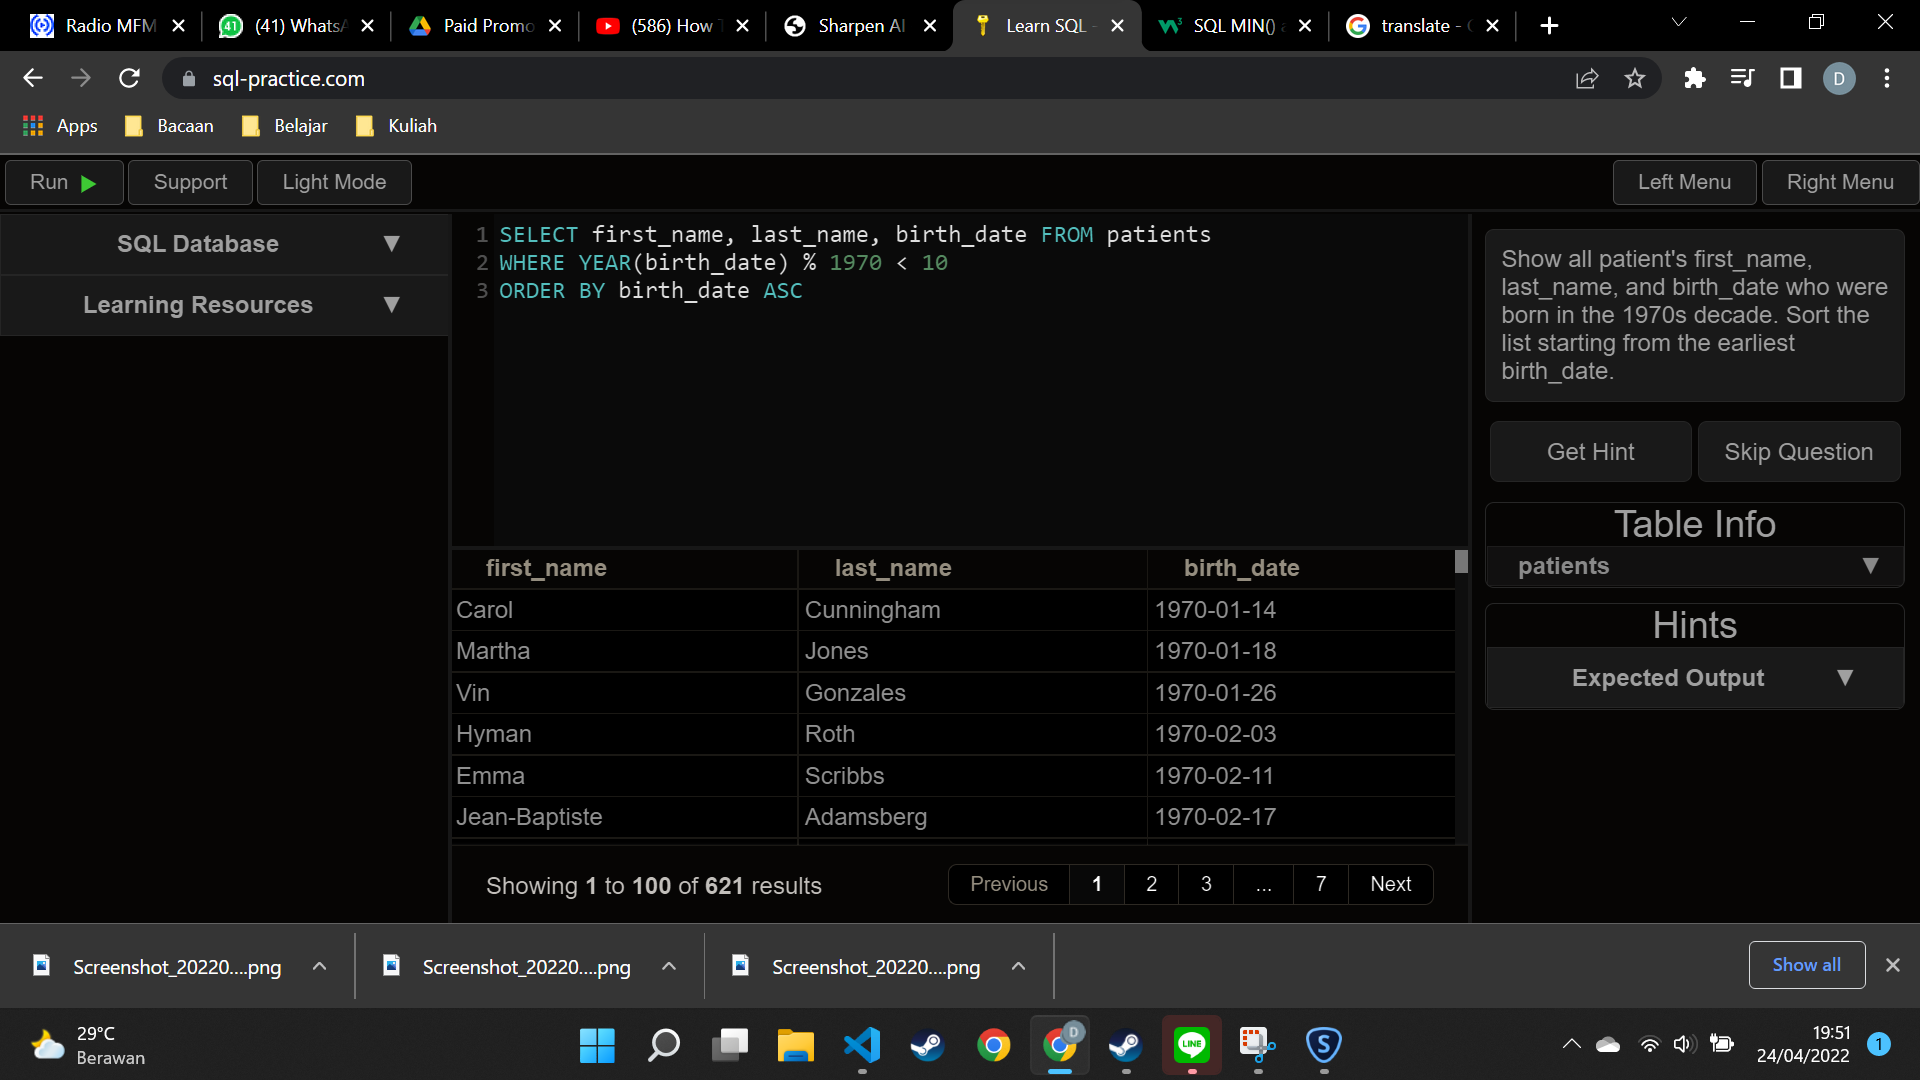 Radio MFM
(41) WhatsA
Paid Promo
(586) How T
Sharpen AI
Learn SQL -
SQL MIN() a
translate - G
sql-practice.com
D
Apps
Bacaan
Belajar
Kuliah
Run
Support
Light Mode
Left Menu
Right Menu
SQL Database
Learning Resources
1 SELECT first_name, last_name, birth_date FROM patients
2 WHERE YEAR(birth_date) % 1970 < 10
3 ORDER BY birth_date ASC
Show all patient's first_name,
last_name, and birth_date who were
born in the 1970s decade. Sort the
list starting from the earliest
birth_date.
Get Hint
Skip Question
Table Info
patients
Hints
Expected Output
first_name last_name birth_date
Carol Cunningham 1970-01-14
Martha Jones 1970-01-18
Vin Gonzales 1970-01-26
Hyman Roth 1970-02-03
Emma Scribbs 1970-02-11
Jean-Baptiste Adamsberg 1970-02-17
Showing 1 to 100 of 621 results
Previous 1 2 3 ... 7 Next
Screenshot_20220....png
Screenshot_20220....png
Screenshot_20220....png
Show all
29°C
Berawan
D
LINE
S
19:51
24/04/2022
1